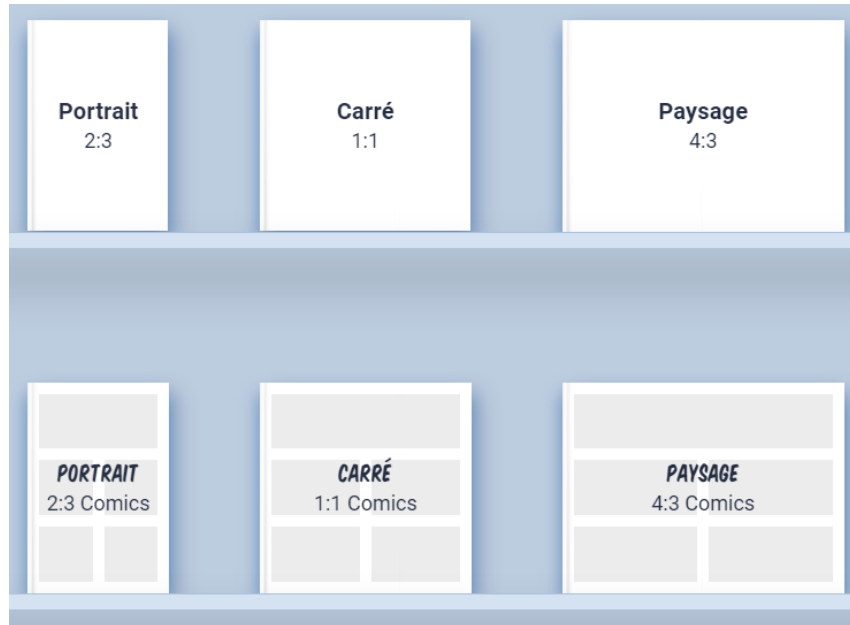 Portrait
2:3
Carré
1:1
Paysage
4:3
PORTRAIT
2:3 Comics
CARRÉ
1:1 Comics
PAYSAGE
4:3 Comics